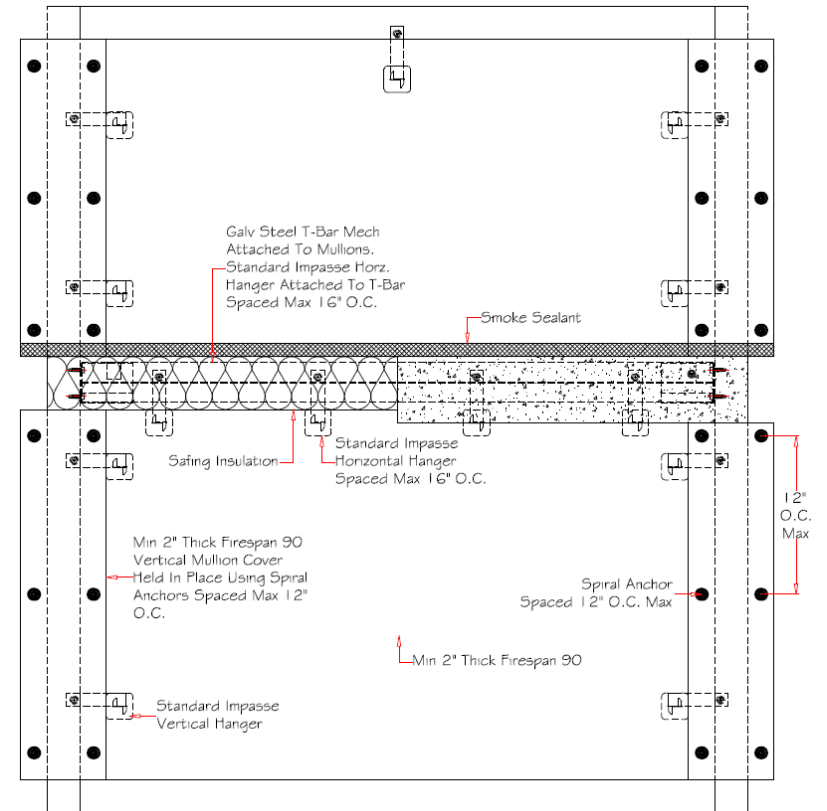 Galv Steel T-Bar Mech
Attached To Mullions.
Standard Impasse Horz.
Hanger Attached To T-Bar
Spaced Max 16" O.C.
Smoke Sealant
Safing Insulation
Standard Impasse
Horizontal Hanger
Spaced Max 16" O.C.
12"
O.C.
Max
Min 2" Thick Firespan 90
Vertical Mullion Cover
Held In Place Using Spiral
Anchors Spaced Max 12"
O.C.
Spiral Anchor
Spaced 12" O.C. Max
Min 2" Thick Firespan 90
Standard Impasse
Vertical Hanger